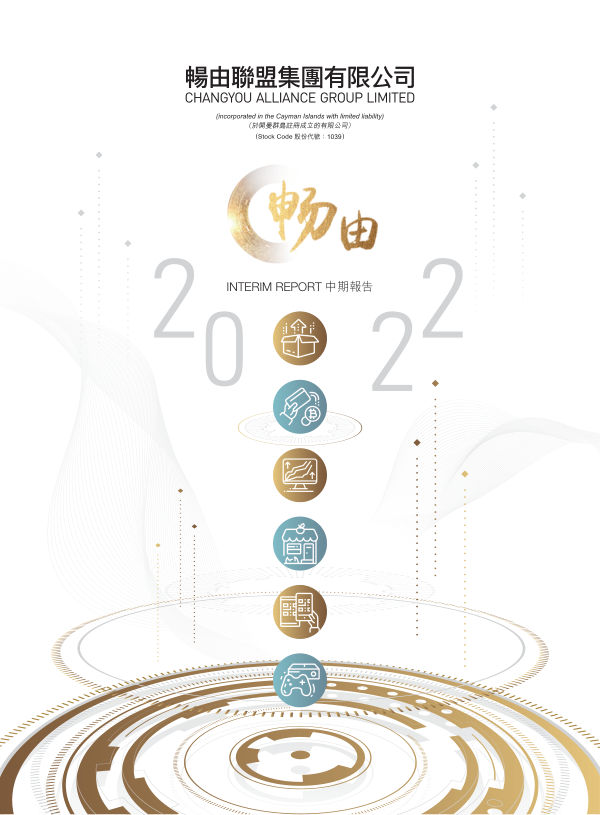 暢由聯盟集團有限公司
CHANGYOU ALLIANCE GROUP LIMITED
(incorporated in the Cayman Islands with limited liability)
(於開曼群島註冊成立的有限公司)
(Stock Code 股份代號：1039)
畅由
INTERIM REPORT 中期報告
2022